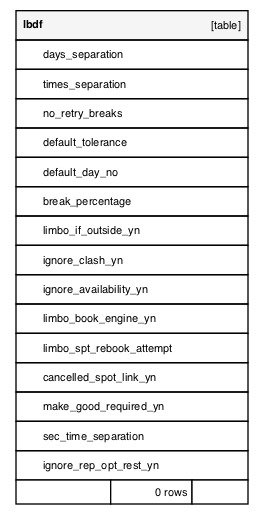 lbdf [table]
days_separation
times_separation
no_retry_breaks
default_tolerance
default_day_no
break_percentage
limbo_if_outside_yn
ignore_clash_yn
ignore_availability_yn
limbo_book_engine_yn
limbo_spt_rebook_attempt
cancelled_spot_link_yn
make_good_required_yn
sec_time_separation
ignore_rep_opt_rest_yn
0 rows